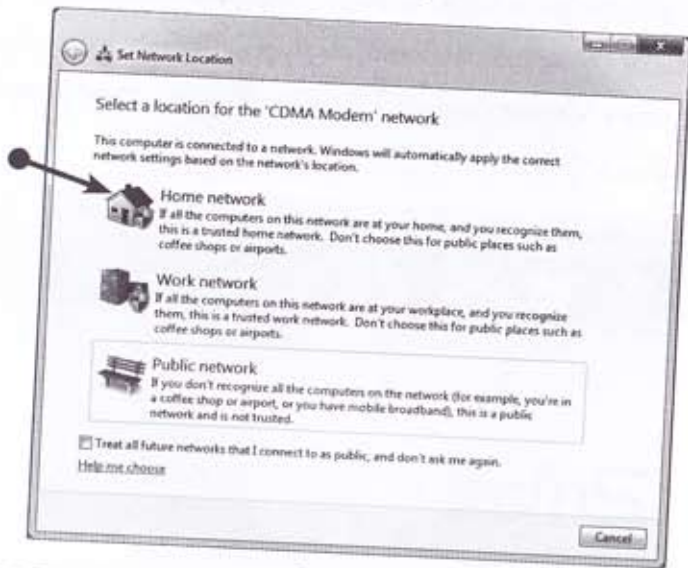 Set Network Location
Select a location for the 'CDMA Modem' network
This computer is connected to a network. Windows will automatically apply the correct
network settings based on the network's location.
Home network
If all the computers on this network are at your home, and you recognize them,
this is a trusted home network. Don't choose this for public places such as
coffee shops or airports.
Work network
If all the computers on this network are at your workplace, and you recognize
them, this is a trusted work network. Don't choose this for public places such as
coffee shops or airports.
Public network
If you don't recognize all the computers on the network (for example, you're in
a coffee shop or airport, or you have mobile broadband), this is a public
network and is not trusted.
Treat all future networks that I connect to as public, and don't ask me again.
Help me choose
Cancel